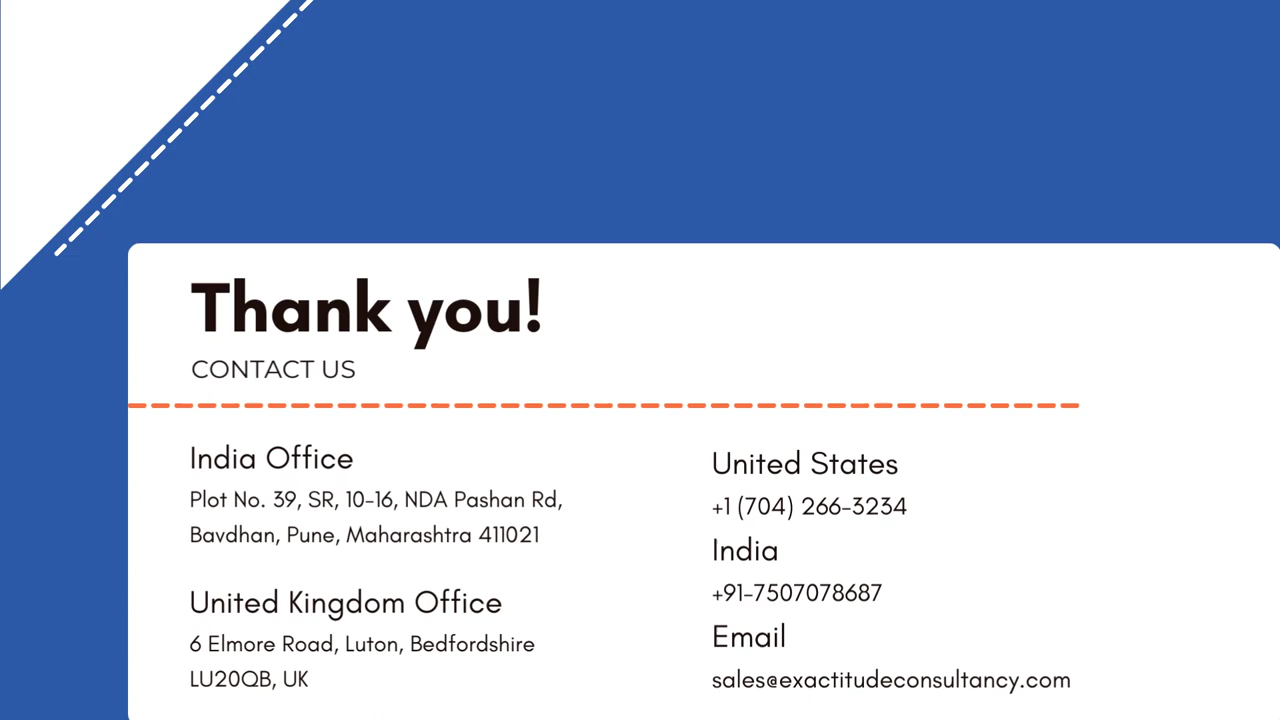 Thank you!
CONTACT US
India Office
Plot No. 39, SR, 10-16, NDA Pashan Rd,
Bavdhan, Pune, Maharashtra 411021
United Kingdom Office
6 Elmore Road, Luton, Bedfordshire
LU20QB, UK
United States
+1 (704) 266-3234
India
+91-7507078687
Email
sales@exactitudeconsultancy.com